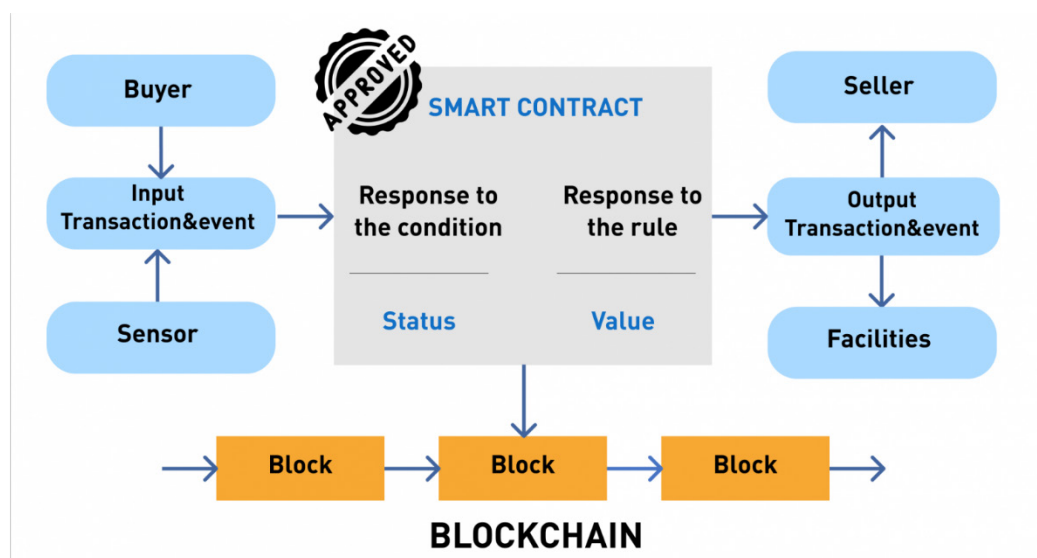 Buyer
Input
Transaction&event
Sensor
APPROVED
SMART CONTRACT
Response to
the condition
Status
Response to
the rule
Value
Seller
Output
Transaction&event
Facilities
Block
Block
Block
BLOCKCHAIN